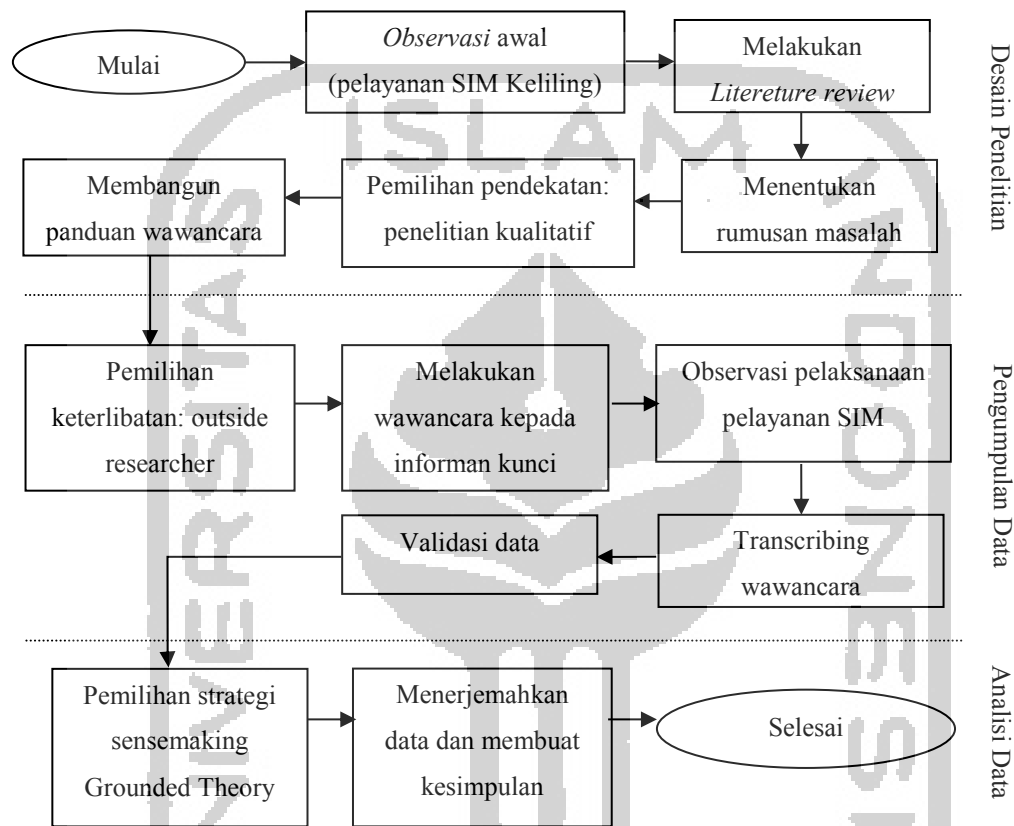 Mulai
Observasi awal
(pelayanan SIM Keliling)
Melakukan
Litereture review
Desain Penelitian
Menentukan
rumusan masalah
Pemilihan pendekatan:
penelitian kualitatif
Membangun
panduan wawancara
Pemilihan
keterlibatan: outside
researcher
Melakukan
wawancara kepada
informan kunci
Observasi pelaksanaan
pelayanan SIM
Pengumpulan Data
Transcribing
wawancara
Validasi data
Pemilihan strategi
sensemaking
Grounded Theory
Menerjemahkan
data dan membuat
kesimpulan
Selesai
Analisi Data
ISLAM